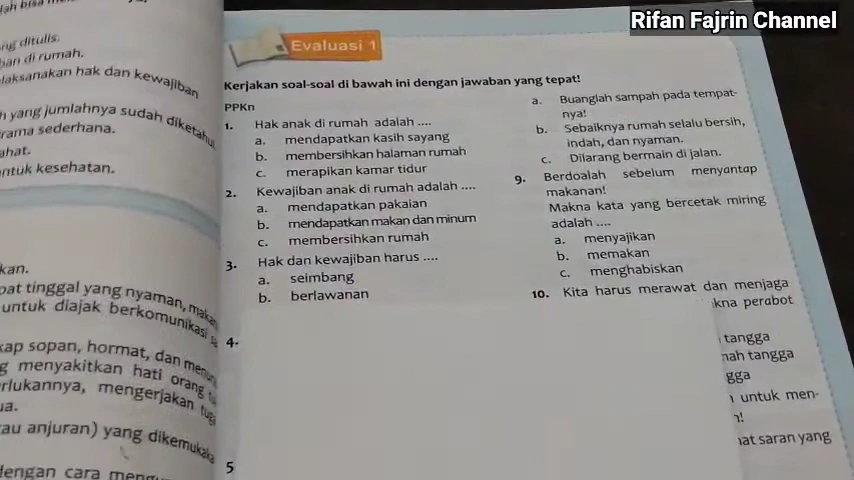 Rifan Fajrin Channel
ng ditulis.
di rumah.
laksanakan hak dan kewajiban
yang jumlahnya sudah diketahui
rama sederhana.
ahat.
ntuk kesehatan.
kan.
pat tinggal yang nyaman, makan
untuk diajak berkomunikasi
kap sopan, hormat, dan
g menyakitkan hati orang
rlukannya, mengerjakan
ua.
au anjuran) yang dikemuka
dengan cara
Evaluasi 1
Kerjakan soal-soal di bawah ini dengan jawaban yang tepat!
PPKn
1. Hak anak di rumah adalah ....
a. mendapatkan kasih sayang
b. membersihkan halaman rumah
c. merapikan kamar tidur
2. Kewajiban anak di rumah adalah ....
a. mendapatkan pakaian
b. mendapatkan makan dan minum
c. membersihkan rumah
3. Hak dan kewajiban harus ....
a. seimbang
b. berlawanan
4.
5
a. Buanglah sampah pada tempat-
nya!
b. Sebaiknya rumah selalu bersih,
indah, dan nyaman.
c. Dilarang bermain di jalan.
9. Berdoalah sebelum menyantap
makanan!
Makna kata yang bercetak miring
adalah ....
a. menyajikan
b. memakan
c. menghabiskan
10. Kita harus merawat dan menjaga
kna perabot
tangga
nah tangga
gga
untuk men-
!
at saran yang